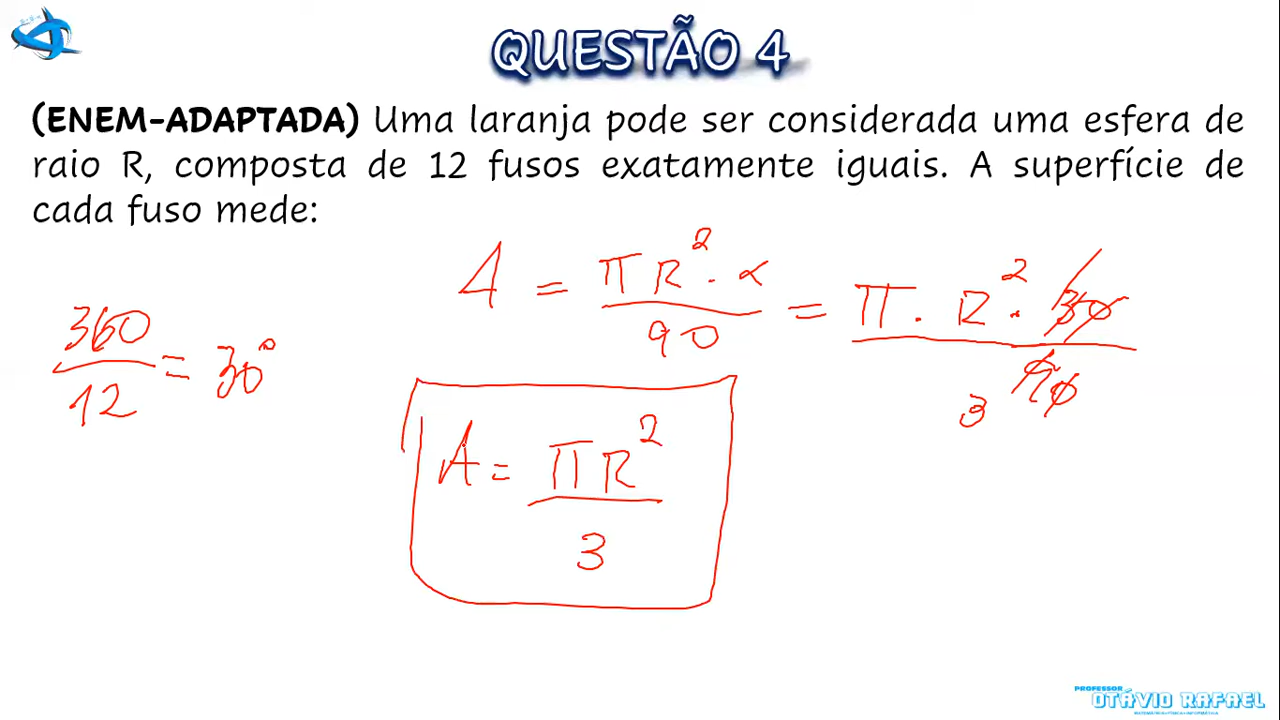 QUESTÃO 4
(ENEM-ADAPTADA) Uma laranja pode ser considerada uma esfera de
raio R, composta de 12 fusos exatamente iguais. A superfície de
cada fuso mede:
360/12 = 30°
A = πR²·α/90 = π·R²·30/90
3
A = πR²/3
PROFESSOR
OTÁVIO RAFAEL